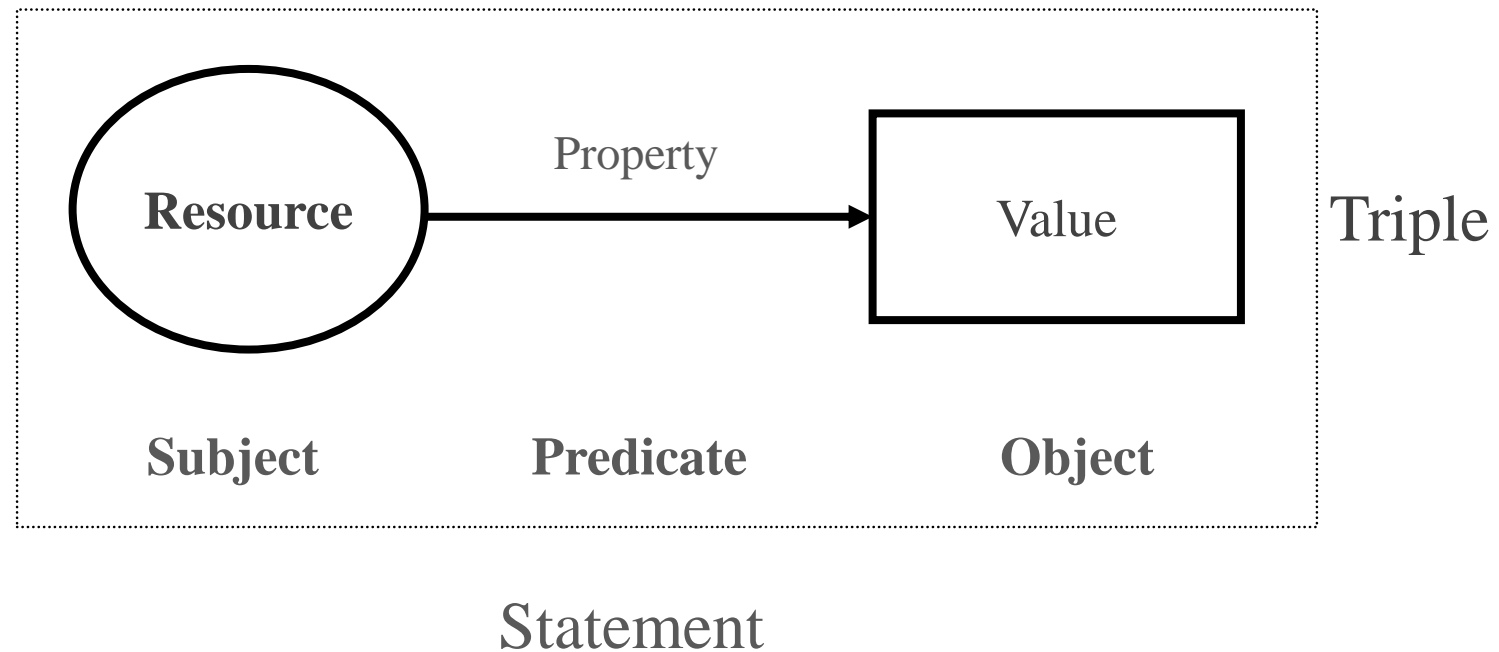 Property
Resource
Value
Triple
Subject Predicate Object
Statement